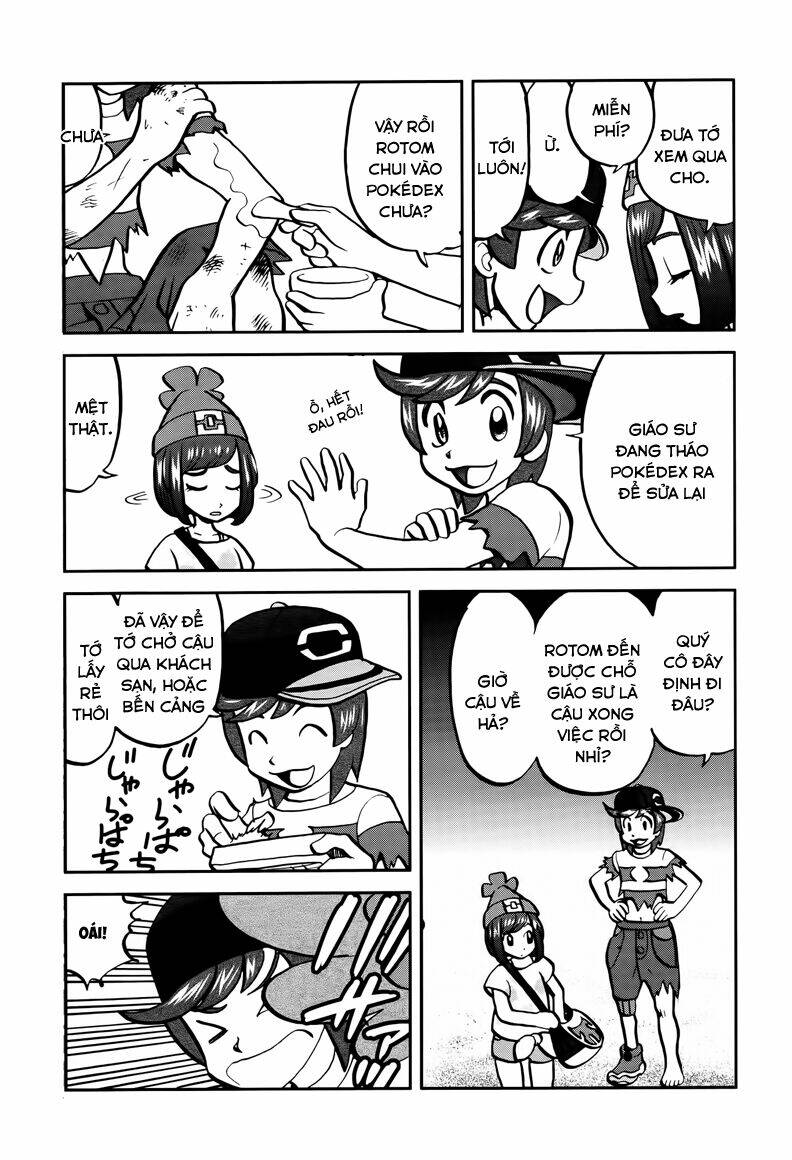 ĐƯA TỚ
XEM QUA
CHO.
MIỄN
PHÍ?
Ừ.
TỚI
LUÔN!
VẬY RỒI
ROTOM
CHUI VÀO
POKÉDEX
CHƯA?
CHƯA
GIÁO SƯ
ĐANG THÁO
POKÉDEX RA
ĐỂ SỬA LẠI
Ồ, HẾT
ĐAU RỒI!
MỆT
THẬT.
QUÝ
CÔ ĐÂY
ĐỊNH ĐI
ĐÂU?
ROTOM ĐẾN
ĐƯỢC CHỖ
GIÁO SƯ LÀ
CẬU XONG
VIỆC RỒI
NHỈ?
GIỜ
CẬU VỀ
HẢ?
ĐÃ VẬY ĐỂ
TỚ CHỞ CẬU
QUA KHÁCH
SẠN, HOẶC
BẾN CẢNG
TỚ
LẤY RẺ
THÔI
じゃらぱち
じゃらぱち
OÁI!
ササァッ